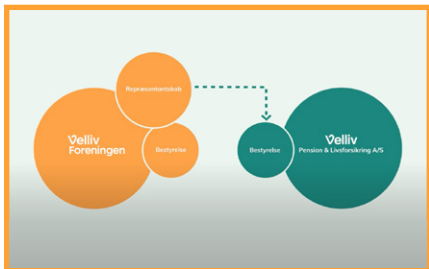 Repræsentantskab
Velliv
Foreningen
Bestyrelse
Bestyrelse
Velliv
Pension & Livsforsikring A/S